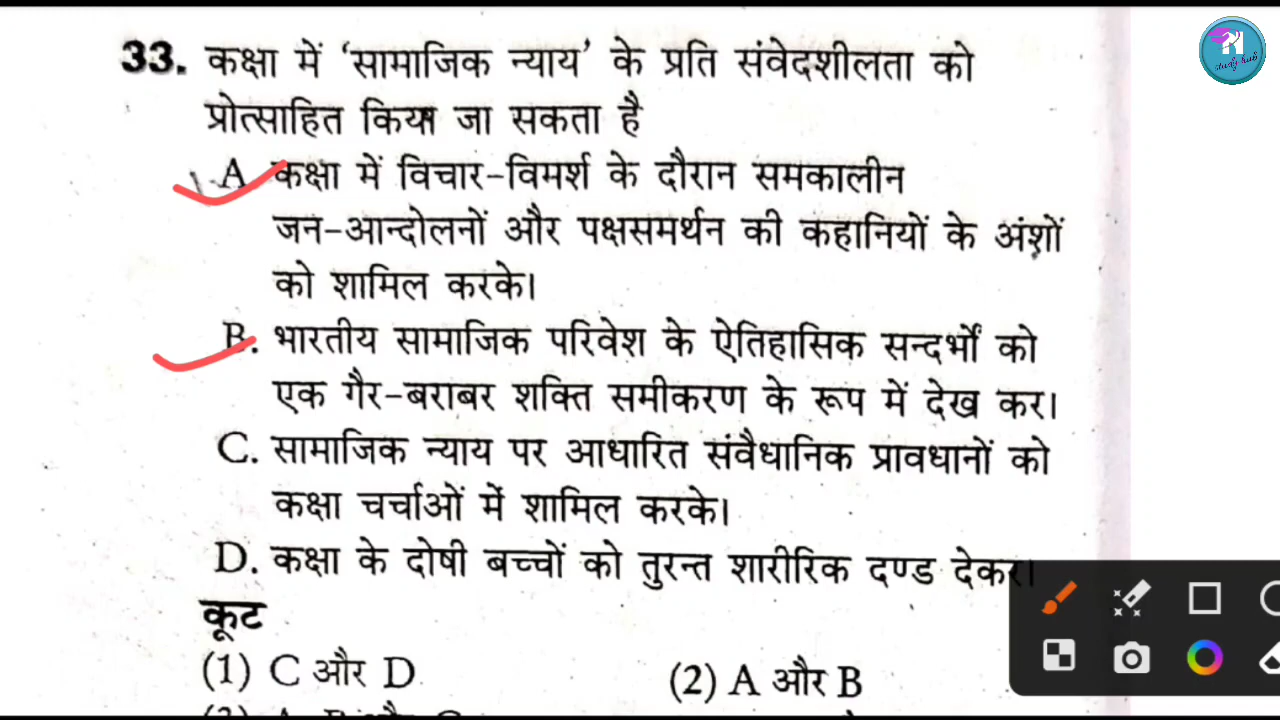 33. कक्षा में 'सामाजिक न्याय' के प्रति संवेदशीलता को
प्रोत्साहित किया जा सकता है
A कक्षा में विचार-विमर्श के दौरान समकालीन
जन-आन्दोलनों और पक्षसमर्थन की कहानियों के अंशों
को शामिल करके।
B. भारतीय सामाजिक परिवेश के ऐतिहासिक सन्दर्भों को
एक गैर-बराबर शक्ति समीकरण के रूप में देख कर।
C. सामाजिक न्याय पर आधारित संवैधानिक प्रावधानों को
कक्षा चर्चाओं में शामिल करके।
D. कक्षा के दोषी बच्चों को तुरन्त शारीरिक दण्ड देकर।
कूट
(1) C और D (2) A और B
N study hub